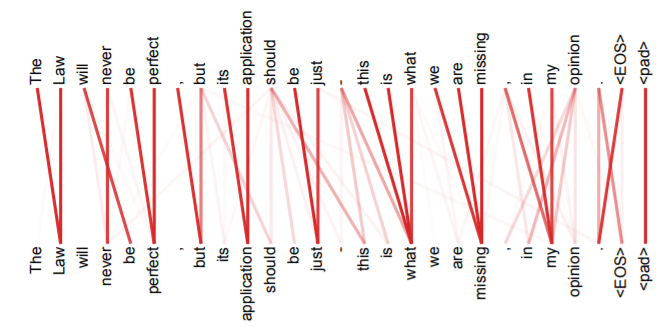 The Law will never be perfect , but its application should be just - this is what we are missing , in my opinion . <EOS> <pad>
The Law will never be perfect , but its application should be just - this is what we are missing , in my opinion . <EOS> <pad>